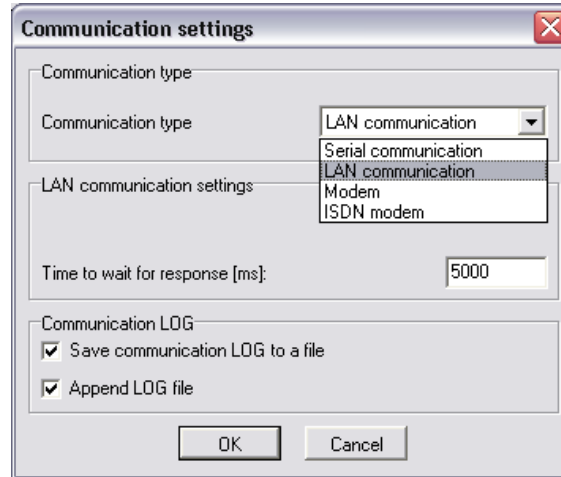 Communication settings
Communication type
Communication type
LAN communication
Serial communication
LAN communication
Modem
ISDN modem
LAN communication settings
Time to wait for response [ms]:
5000
Communication LOG
Save communication LOG to a file
Append LOG file
OK
Cancel